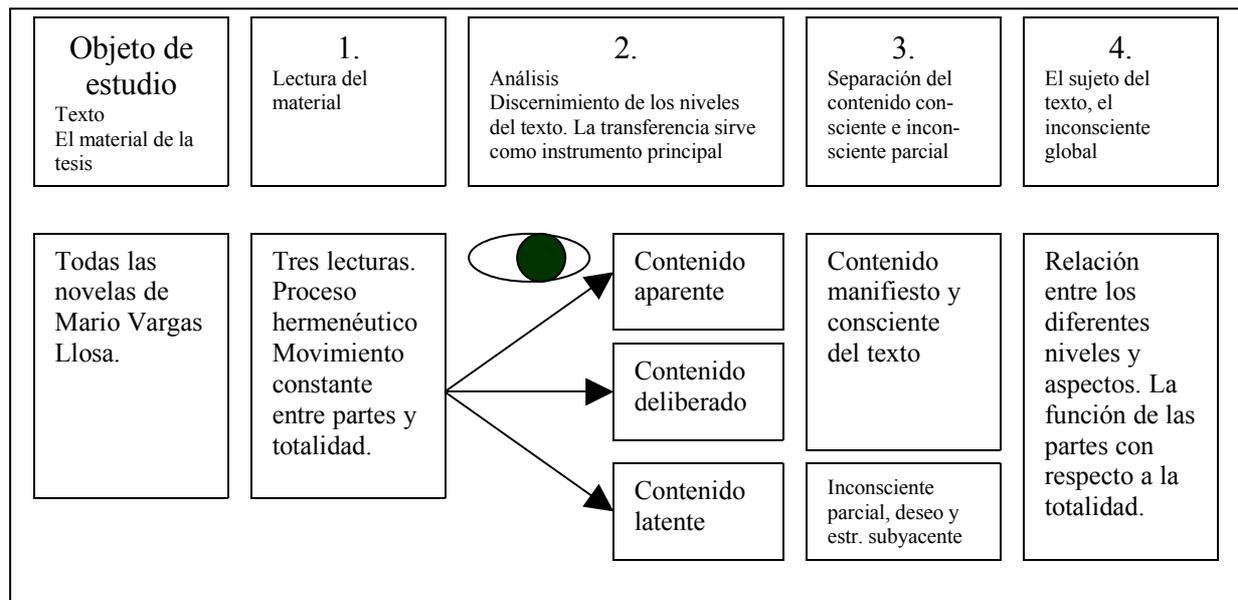 Objeto de
estudio
Texto
El material de la
tesis
1.
Lectura del
material
2.
Análisis
Discernimiento de los niveles
del texto. La transferencia sirve
como instrumento principal
3.
Separación del
contenido con-
sciente e incon-
sciente parcial
4.
El sujeto del
texto, el
inconsciente
global
Todas las
novelas de
Mario Vargas
Llosa.
Tres lecturas.
Proceso
hermenéutico
Movimiento
constante
entre partes y
totalidad.
Contenido
aparente
Contenido
deliberado
Contenido
latente
Contenido
manifiesto y
consciente
del texto
Inconsciente
parcial, deseo y
estr. subyacente
Relación
entre los
diferentes
niveles y
aspectos. La
función de las
partes con
respecto a la
totalidad.